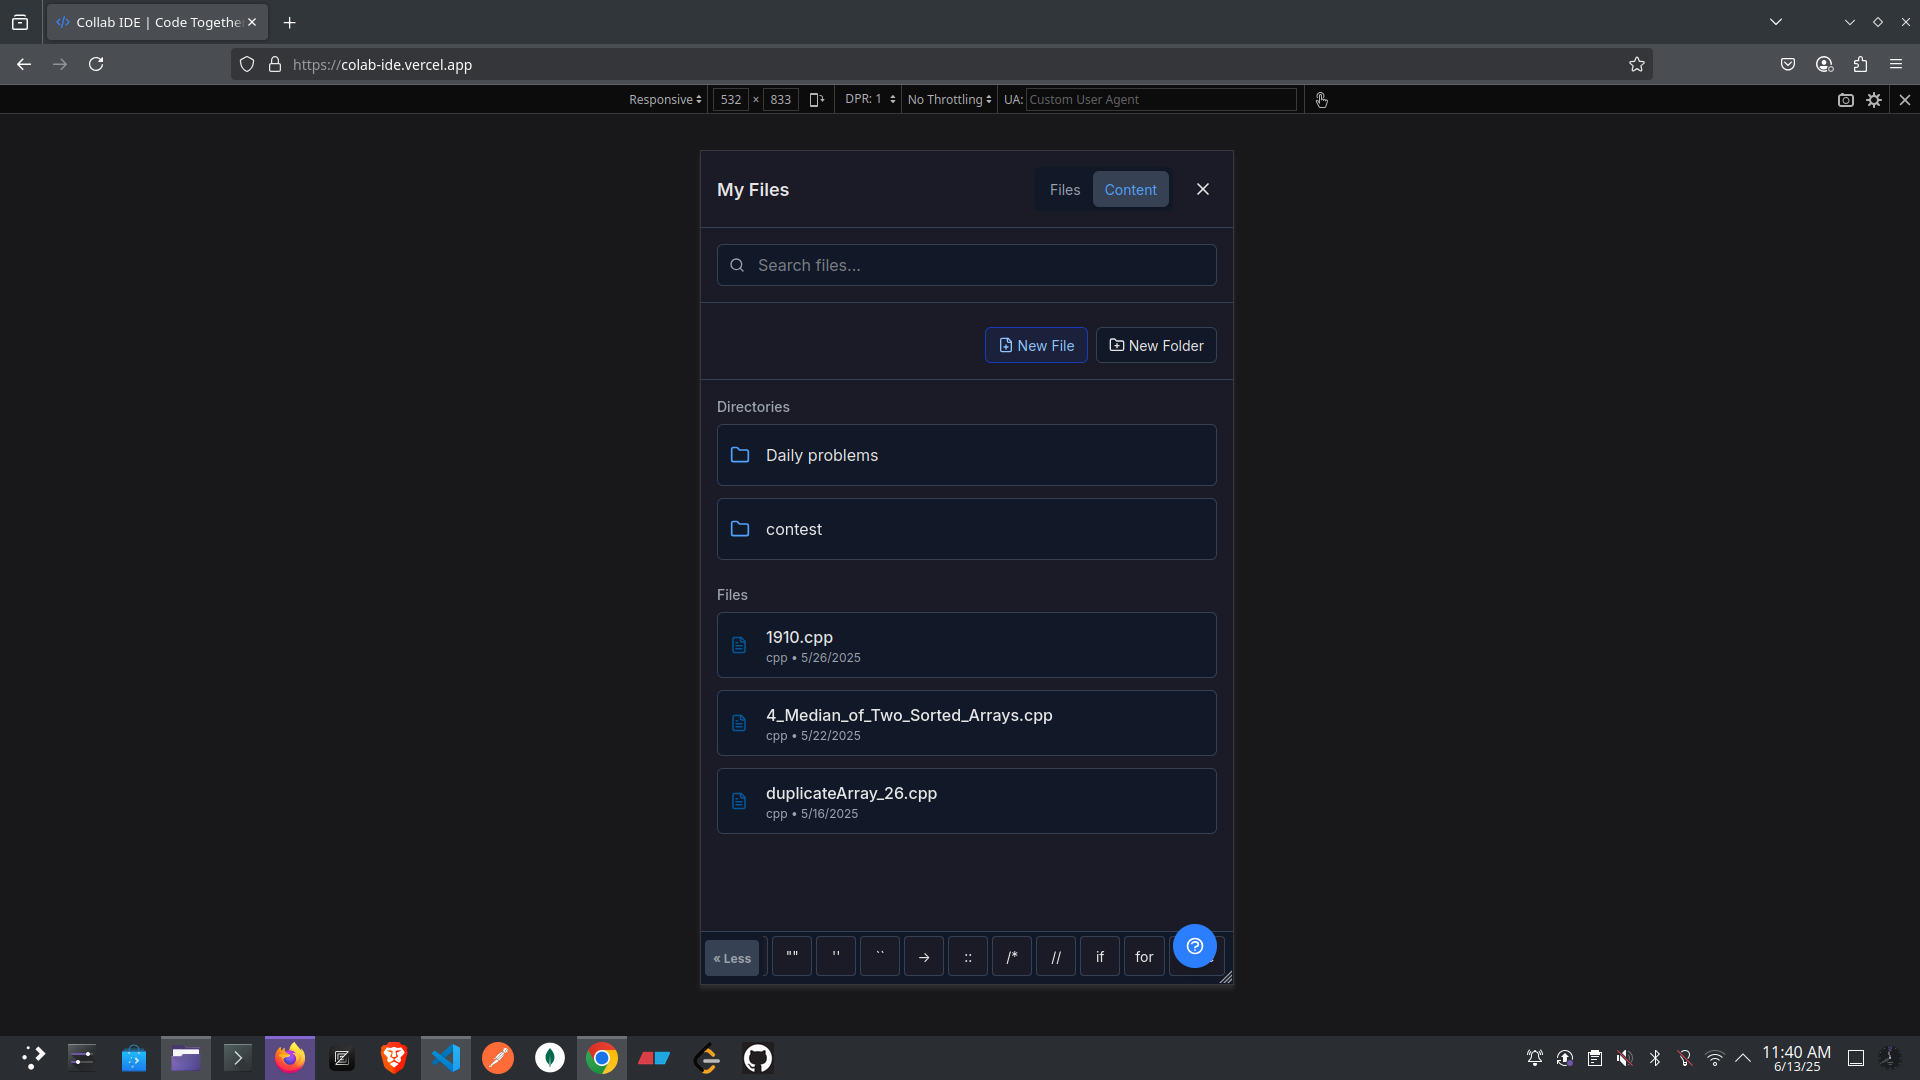 Collab IDE | Code Togethe
https://colab-ide.vercel.app
Responsive 532 × 833 DPR: 1 No Throttling UA: Custom User Agent
My Files Files Content
Search files...
New File New Folder
Directories
Daily problems
contest
Files
1910.cpp
cpp • 5/26/2025
4_Median_of_Two_Sorted_Arrays.cpp
cpp • 5/22/2025
duplicateArray_26.cpp
cpp • 5/16/2025
« Less "" '' `` → :: /* // if for
11:40 AM
6/13/25